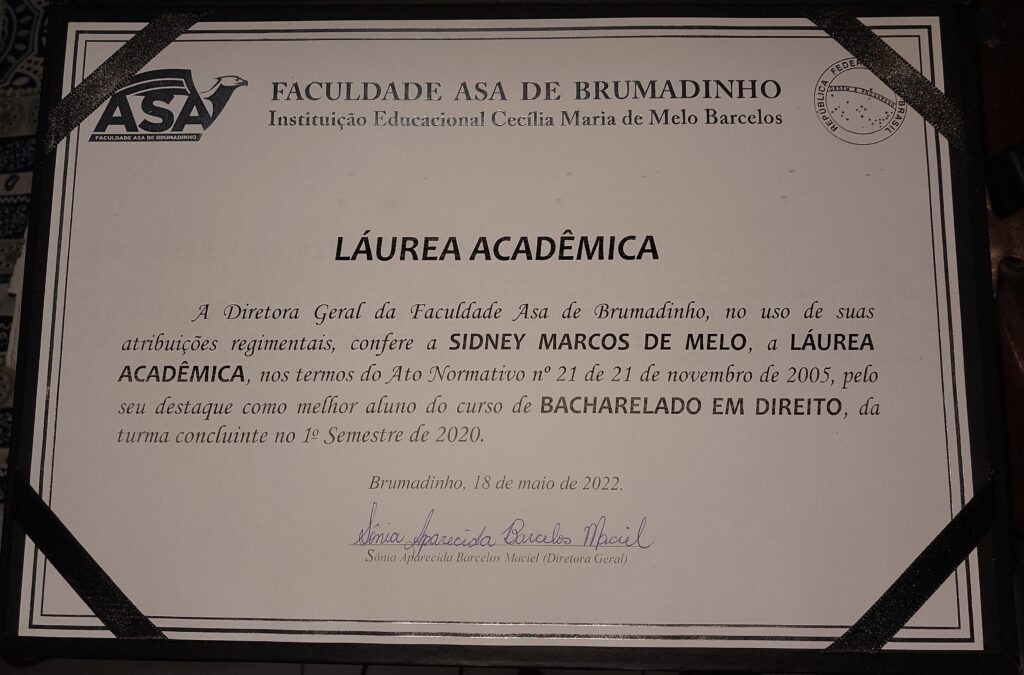 ASA
FACULDADE ASA DE BRUMADINHO
FACULDADE ASA DE BRUMADINHO
Instituição Educacional Cecília Maria de Melo Barcelos
REPÚBLICA FEDER BRASIL
LÁUREA ACADÊMICA
A Diretora Geral da Faculdade Asa de Brumadinho, no uso de suas
atribuições regimentais, confere a SIDNEY MARCOS DE MELO, a LÁUREA
ACADÊMICA, nos termos do Ato Normativo nº 21 de 21 de novembro de 2005, pelo
seu destaque como melhor aluno do curso de BACHARELADO EM DIREITO, da
turma concluinte no 1º Semestre de 2020.
Brumadinho, 18 de maio de 2022.
Sônia Aparecida Barcelos Maciel
Sônia Aparecida Barcelos Maciel (Diretora Geral)